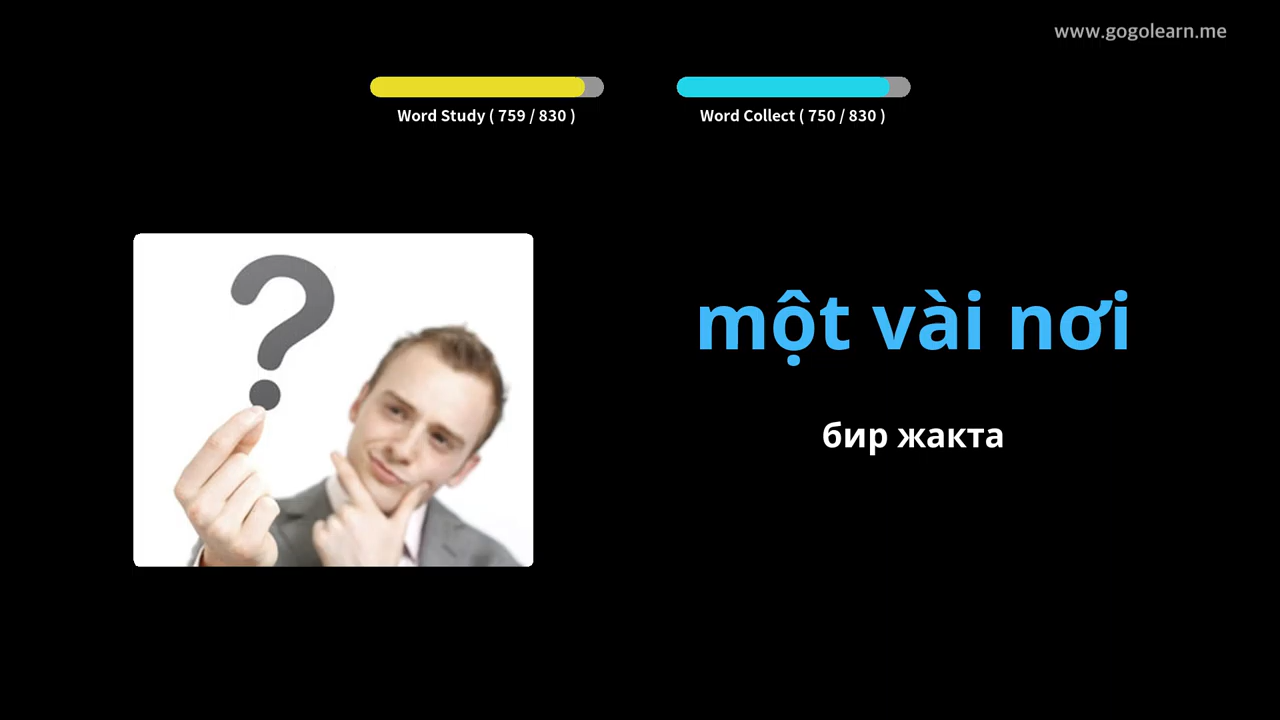 www.gogolearn.me
Word Study ( 759 / 830 )
Word Collect ( 750 / 830 )
một vài nơi
бир жакта